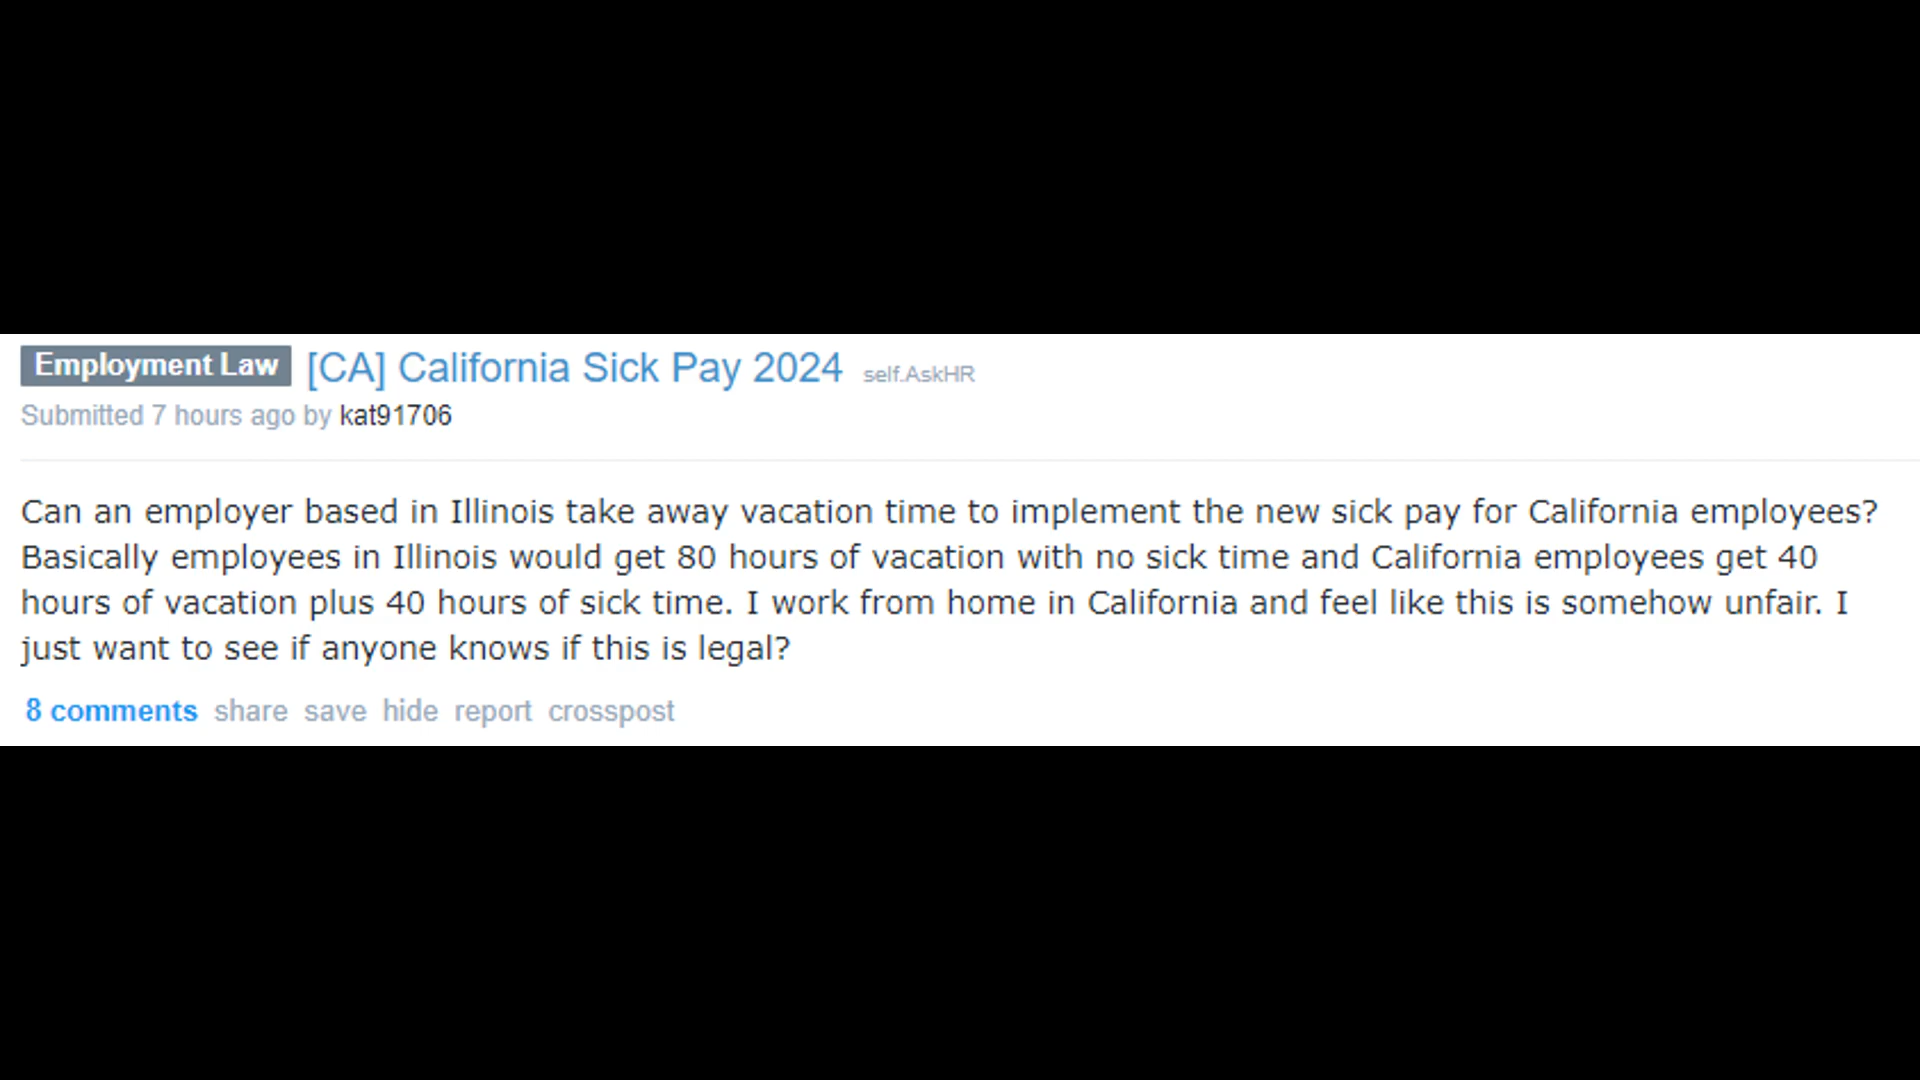 Employment Law [CA] California Sick Pay 2024 self.AskHR
Submitted 7 hours ago by kat91706
Can an employer based in Illinois take away vacation time to implement the new sick pay for California employees?
Basically employees in Illinois would get 80 hours of vacation with no sick time and California employees get 40
hours of vacation plus 40 hours of sick time. I work from home in California and feel like this is somehow unfair. I
just want to see if anyone knows if this is legal?
8 comments share save hide report crosspost